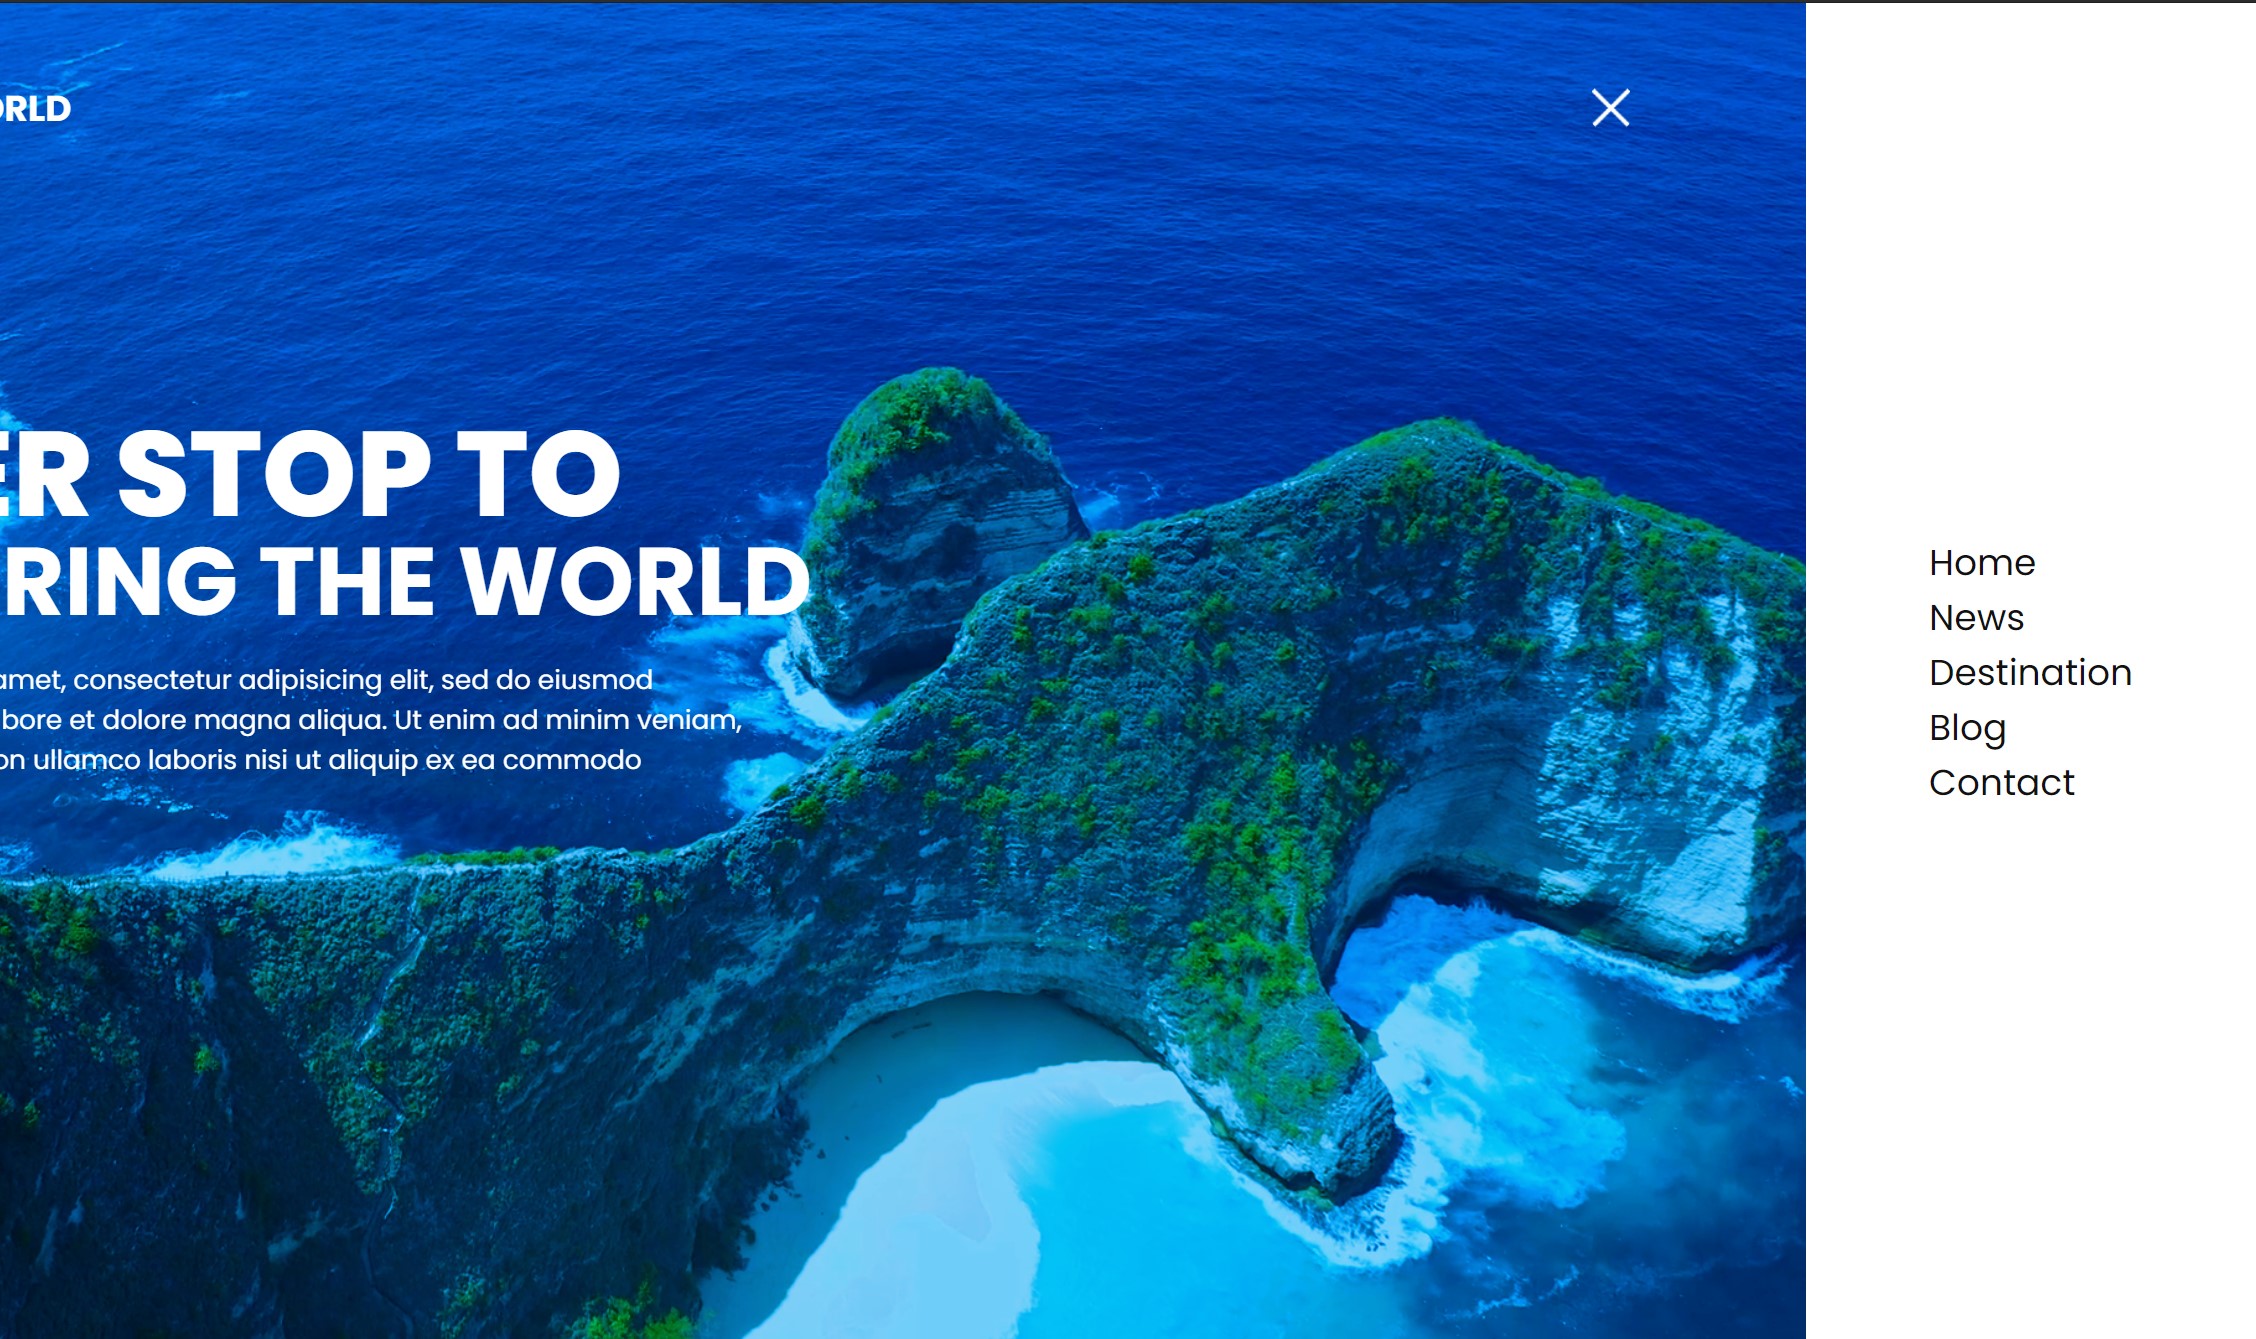 ORLD
ER STOP TO
RING THE WORLD
amet, consectetur adipisicing elit, sed do eiusmod
bore et dolore magna aliqua. Ut enim ad minim veniam,
on ullamco laboris nisi ut aliquip ex ea commodo
Home
News
Destination
Blog
Contact